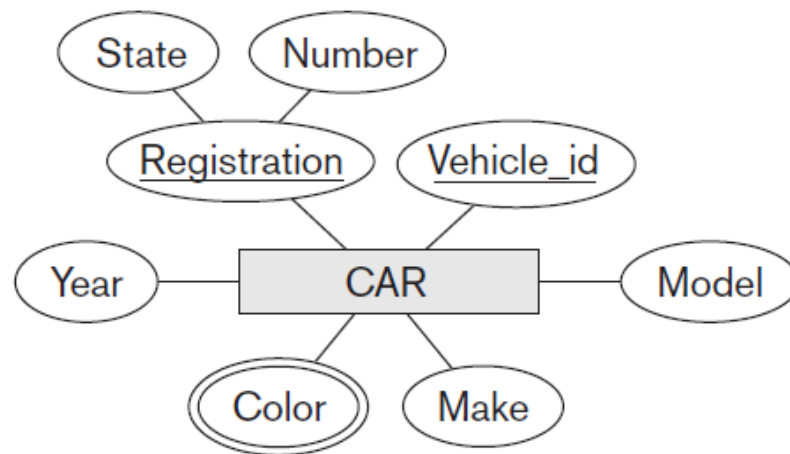 State
Number
Registration
Vehicle_id
Year
CAR
Model
Color
Make